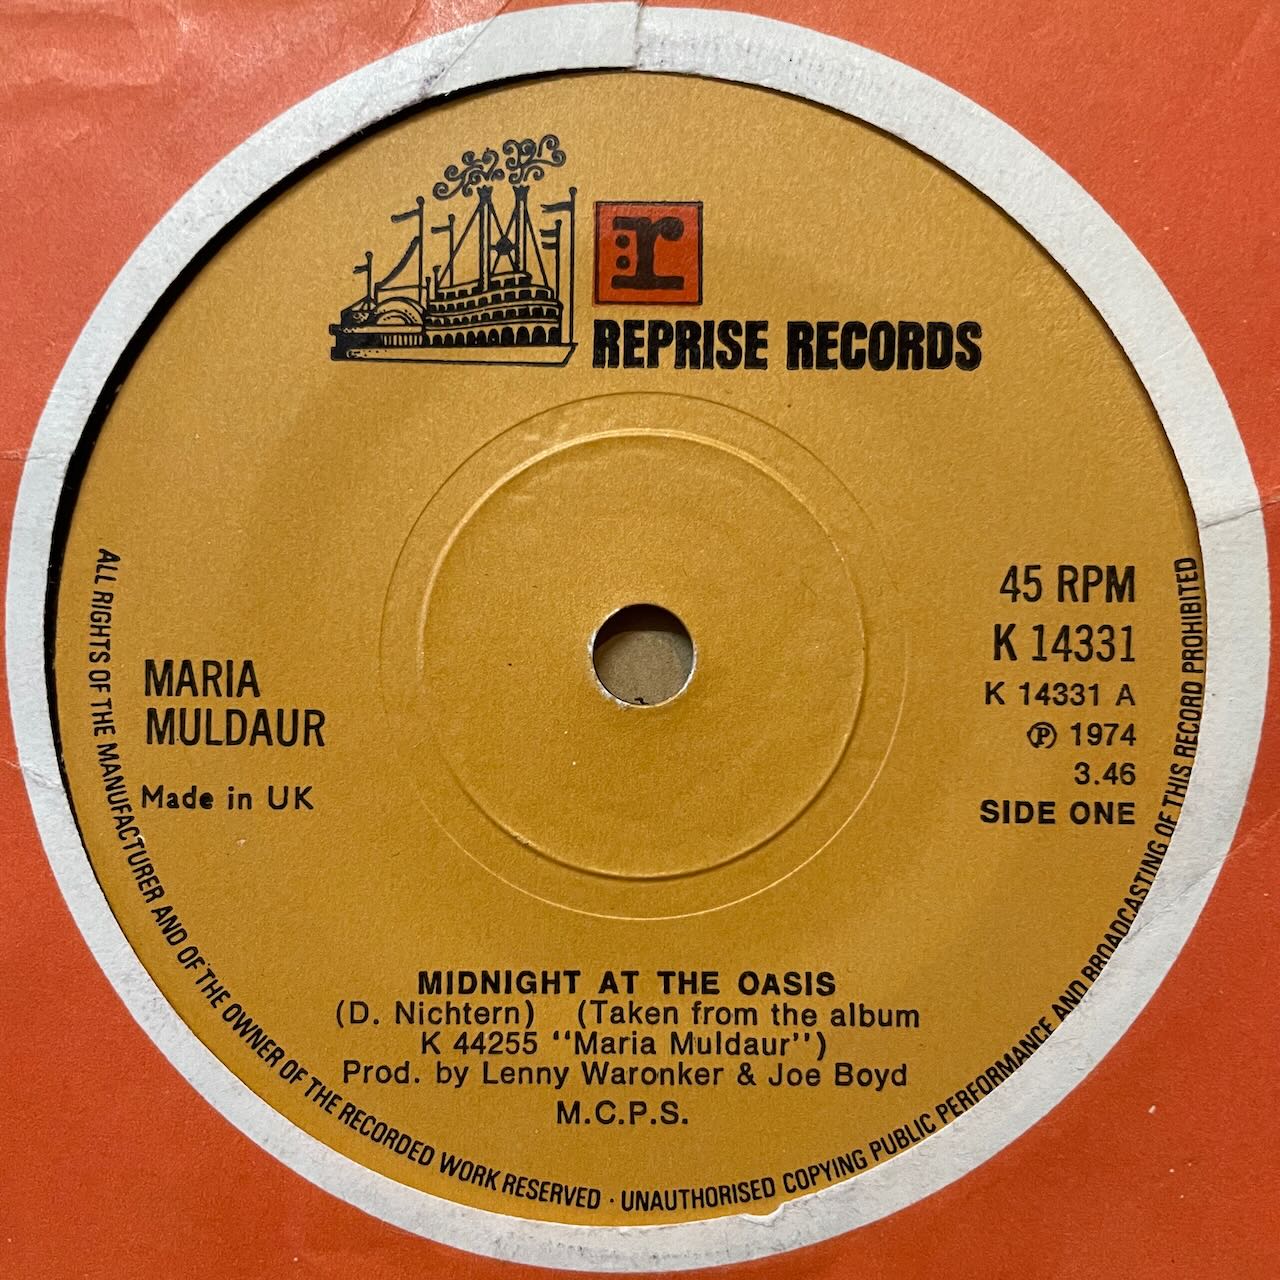 r
REPRISE RECORDS
45 RPM
K 14331
K 14331 A
Ⓟ 1974
3.46
SIDE ONE
MARIA
MULDAUR
Made in UK
MIDNIGHT AT THE OASIS
(D. Nichtern) (Taken from the album
K 44255 "Maria Muldaur")
Prod. by Lenny Waronker & Joe Boyd
M.C.P.S.
ALL RIGHTS OF THE MANUFACTURER AND OF THE OWNER OF THE RECORDED WORK RESERVED · UNAUTHORISED COPYING PUBLIC PERFORMANCE AND BROADCASTING OF THIS RECORD PROHIBITED